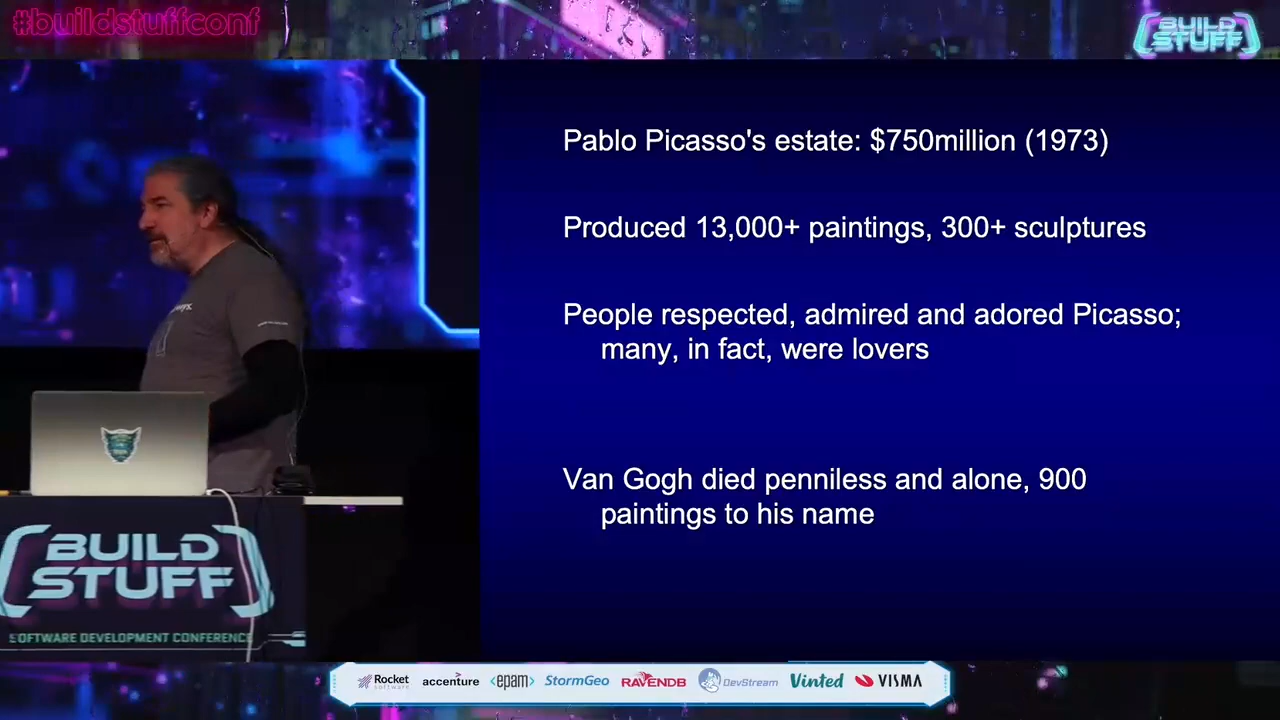 #buildstuffconf
BUILD
STUFF
Pablo Picasso's estate: $750million (1973)
Produced 13,000+ paintings, 300+ sculptures
People respected, admired and adored Picasso;
many, in fact, were lovers
Van Gogh died penniless and alone, 900
paintings to his name
BUILD
STUFF
SOFTWARE DEVELOPMENT CONFERENCE
Rocket
software
accenture
<epam>
StormGeo
RAVENDB
DevStream
Vinted
VISMA